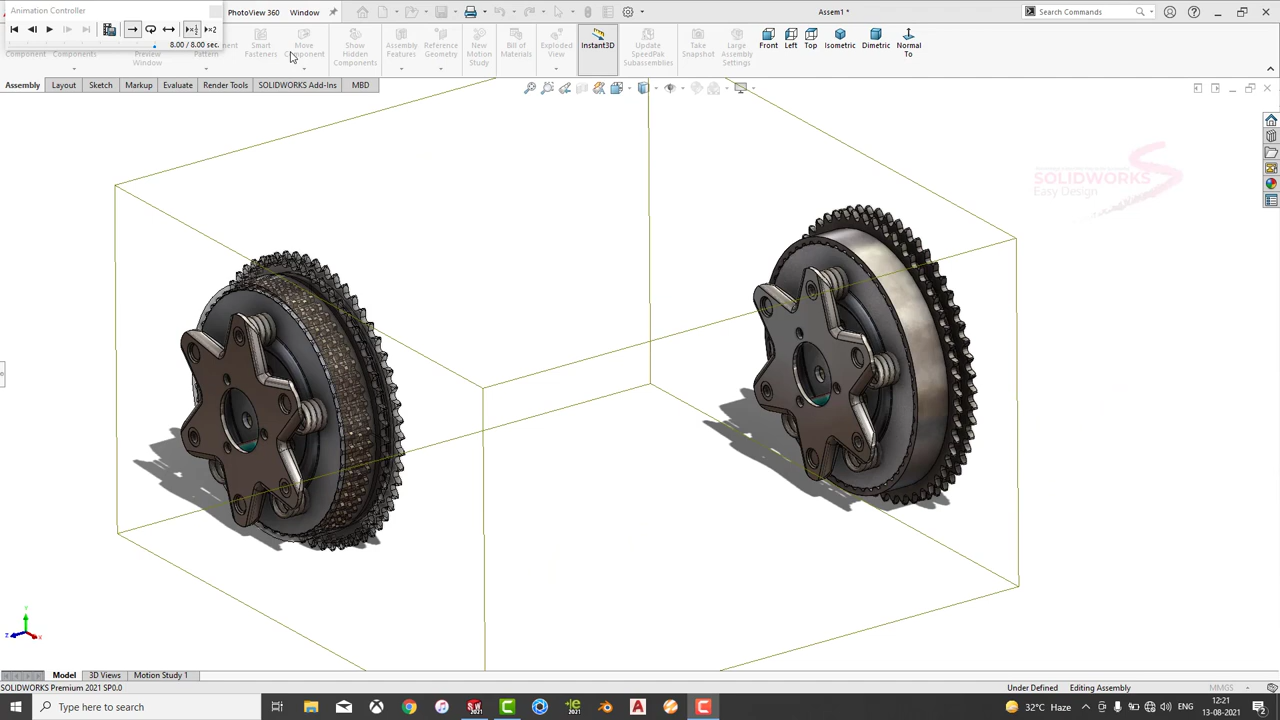 Animation Controller
PhotoView 360
Window
Assem1 *
Search Commands
8.00 / 8.00 sec.
Component
Preview
Window
Pattern
Smart
Fasteners
Move
Component
Show
Hidden
Components
Assembly
Features
Reference
Geometry
New
Motion
Study
Bill of
Materials
Exploded
View
Instant3D
Update
SpeedPak
Subassemblies
Take
Snapshot
Large
Assembly
Settings
Front
Left
Top
Isometric
Dimetric
Normal
To
Assembly
Layout
Sketch
Markup
Evaluate
Render Tools
SOLIDWORKS Add-Ins
MBD
SOLIDWORKS
Easy Design
Y
Z
X
Model
3D Views
Motion Study 1
SOLIDWORKS Premium 2021 SP0.0
Under Defined
Editing Assembly
MMGS
Type here to search
32°C Haze
ENG
12:21
13-08-2021